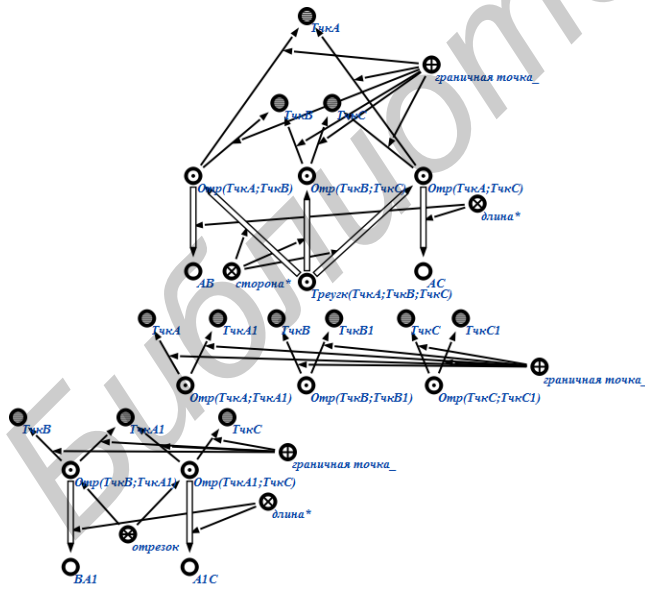 ТчкА
граничная точка_
ТчкВ
ТчкС
Отр(ТчкА;ТчкВ)
Отр(ТчкВ;ТчкС)
Отр(ТчкА;ТчкС)
длина*
АВ
сторона*
АС
Треугк(ТчкА;ТчкВ;ТчкС)
ТчкА
ТчкА1
ТчкВ
ТчкВ1
ТчкС
ТчкС1
граничная точка_
Отр(ТчкА;ТчкА1)
Отр(ТчкВ;ТчкВ1)
Отр(ТчкС;ТчкС1)
ТчкВ
ТчкА1
ТчкС
граничная точка_
Отр(ТчкВ;ТчкА1)
Отр(ТчкА1;ТчкС)
длина*
отрезок
ВА1
А1С